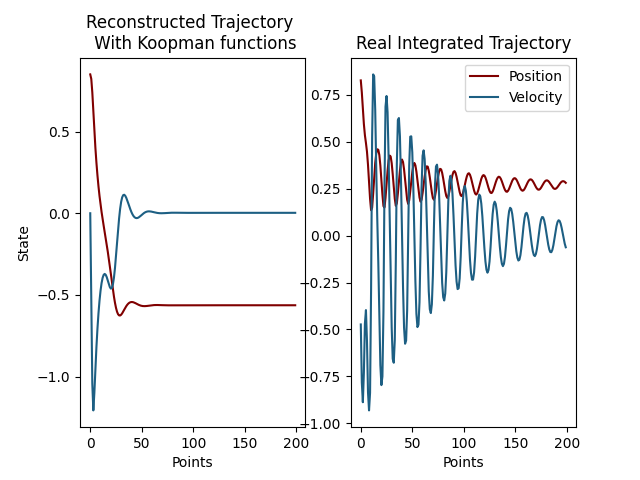 Reconstructed Trajectory
With Koopman functions
Real Integrated Trajectory
State
0.5
0.0
−0.5
−1.0
0
50
100
150
200
Points
0.75
0.50
0.25
0.00
−0.25
−0.50
−0.75
−1.00
0
50
100
150
200
Points
Position
Velocity